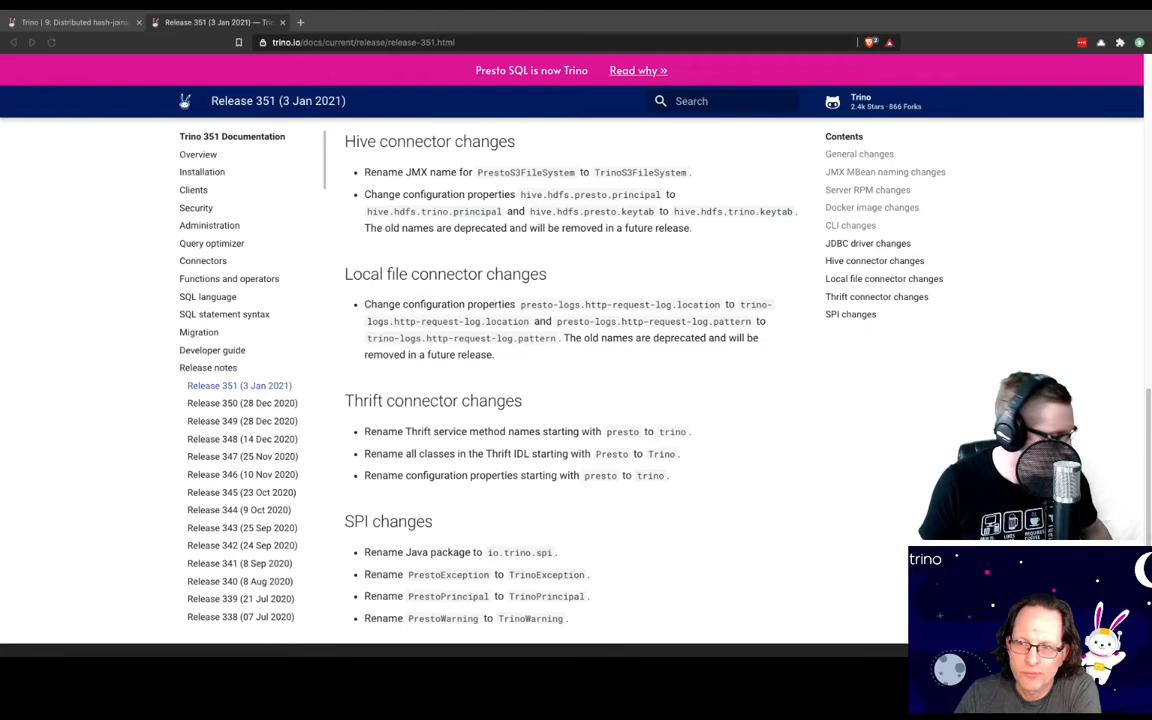 Trino | 9: Distributed hash-joins,
Release 351 (3 Jan 2021) — Trin
trino.io/docs/current/release/release-351.html
Presto SQL is now Trino Read why »
Release 351 (3 Jan 2021)
Search
Trino
2.4k Stars · 866 Forks
Trino 351 Documentation
Overview
Installation
Clients
Security
Administration
Query optimizer
Connectors
Functions and operators
SQL language
SQL statement syntax
Migration
Developer guide
Release notes
Release 351 (3 Jan 2021)
Release 350 (28 Dec 2020)
Release 349 (28 Dec 2020)
Release 348 (14 Dec 2020)
Release 347 (25 Nov 2020)
Release 346 (10 Nov 2020)
Release 345 (23 Oct 2020)
Release 344 (9 Oct 2020)
Release 343 (25 Sep 2020)
Release 342 (24 Sep 2020)
Release 341 (8 Sep 2020)
Release 340 (8 Aug 2020)
Release 339 (21 Jul 2020)
Release 338 (07 Jul 2020)
Hive connector changes
Rename JMX name for PrestoS3FileSystem to TrinoS3FileSystem.
Change configuration properties hive.hdfs.presto.principal to
hive.hdfs.trino.principal and hive.hdfs.presto.keytab to hive.hdfs.trino.keytab.
The old names are deprecated and will be removed in a future release.
Local file connector changes
Change configuration properties presto-logs.http-request-log.location to trino-
logs.http-request-log.location and presto-logs.http-request-log.pattern to
trino-logs.http-request-log.pattern. The old names are deprecated and will be
removed in a future release.
Thrift connector changes
Rename Thrift service method names starting with presto to trino.
Rename all classes in the Thrift IDL starting with Presto to Trino.
Rename configuration properties starting with presto to trino.
SPI changes
Rename Java package to io.trino.spi.
Rename PrestoException to TrinoException.
Rename PrestoPrincipal to TrinoPrincipal.
Rename PrestoWarning to TrinoWarning.
Contents
General changes
JMX MBean naming changes
Server RPM changes
Docker image changes
CLI changes
JDBC driver changes
Hive connector changes
Local file connector changes
Thrift connector changes
SPI changes
trino